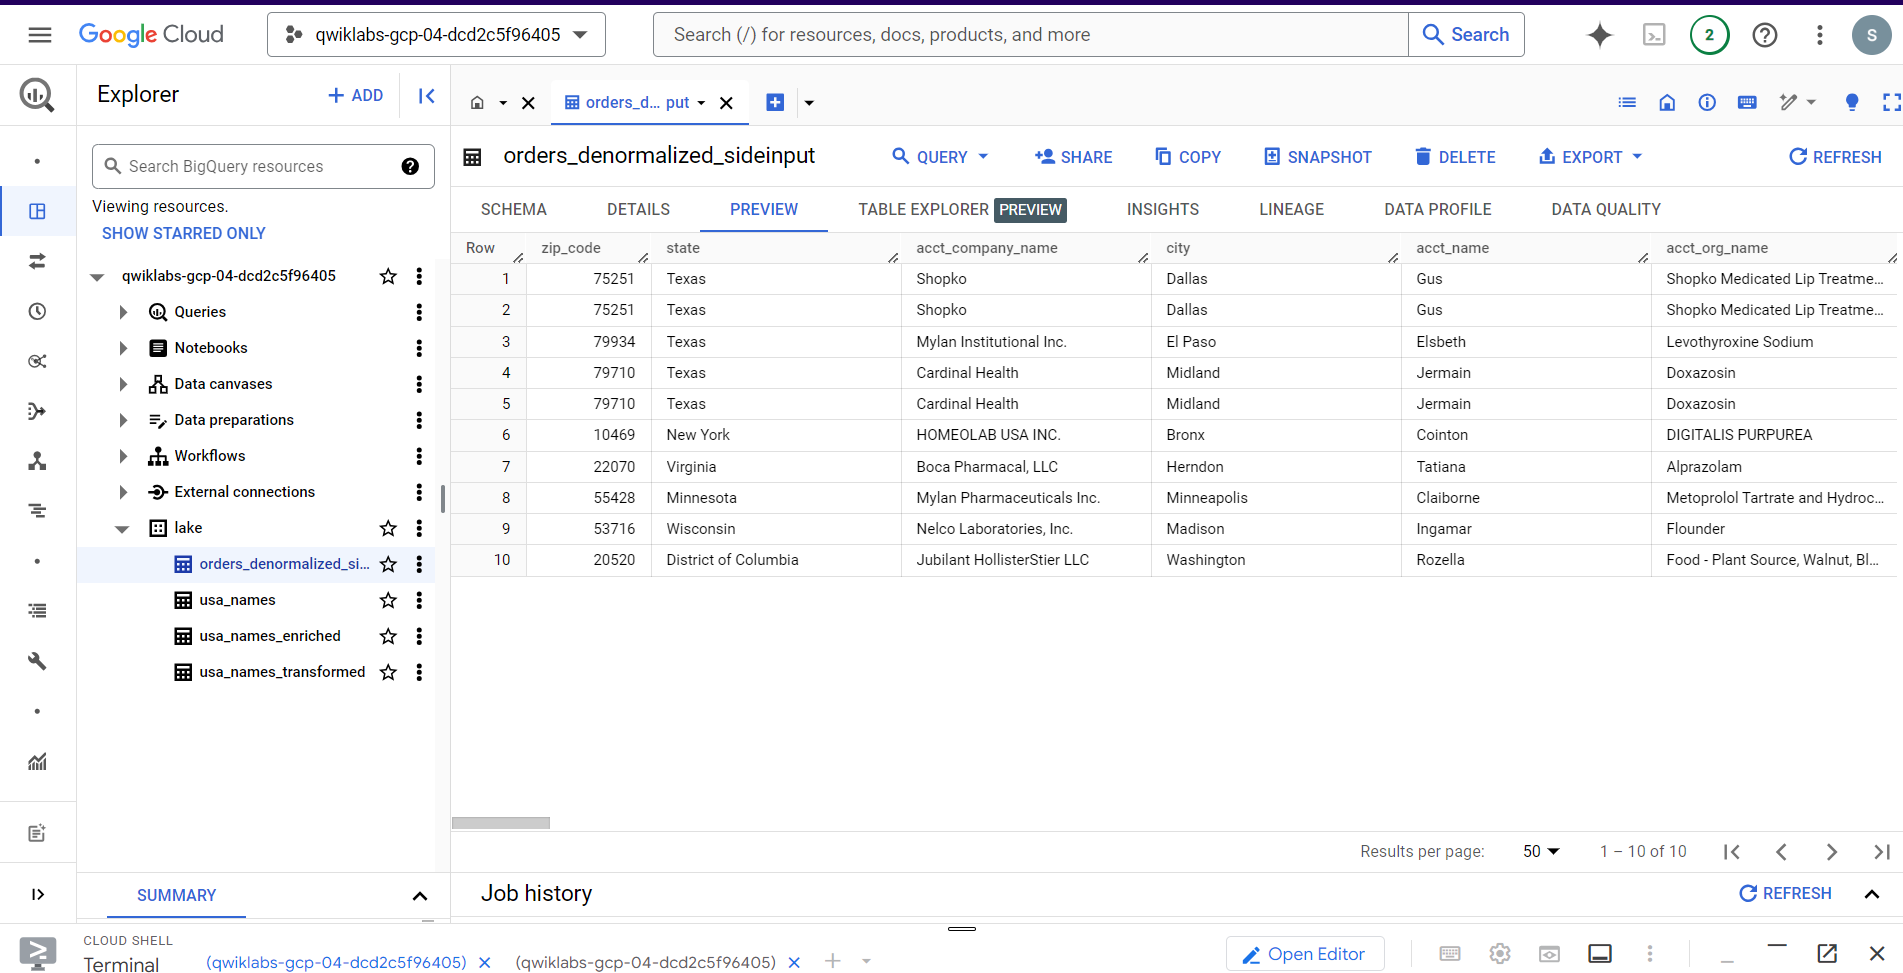 Google Cloud qwiklabs-gcp-04-dcd2c5f96405 Search (/) for resources, docs, products, and more Search 2 S
Explorer + ADD
orders_d... put
Search BigQuery resources
Viewing resources.
SHOW STARRED ONLY
qwiklabs-gcp-04-dcd2c5f96405
Queries
Notebooks
Data canvases
Data preparations
Workflows
External connections
lake
orders_denormalized_si...
usa_names
usa_names_enriched
usa_names_transformed
SUMMARY
orders_denormalized_sideinput QUERY SHARE COPY SNAPSHOT DELETE EXPORT REFRESH
SCHEMA DETAILS PREVIEW TABLE EXPLORER PREVIEW INSIGHTS LINEAGE DATA PROFILE DATA QUALITY
Row zip_code state acct_company_name city acct_name acct_org_name
1 75251 Texas Shopko Dallas Gus Shopko Medicated Lip Treatme...
2 75251 Texas Shopko Dallas Gus Shopko Medicated Lip Treatme...
3 79934 Texas Mylan Institutional Inc. El Paso Elsbeth Levothyroxine Sodium
4 79710 Texas Cardinal Health Midland Jermain Doxazosin
5 79710 Texas Cardinal Health Midland Jermain Doxazosin
6 10469 New York HOMEOLAB USA INC. Bronx Cointon DIGITALIS PURPUREA
7 22070 Virginia Boca Pharmacal, LLC Herndon Tatiana Alprazolam
8 55428 Minnesota Mylan Pharmaceuticals Inc. Minneapolis Claiborne Metoprolol Tartrate and Hydroc...
9 53716 Wisconsin Nelco Laboratories, Inc. Madison Ingamar Flounder
10 20520 District of Columbia Jubilant HollisterStier LLC Washington Rozella Food - Plant Source, Walnut, Bl...
Results per page: 50 1 – 10 of 10
Job history REFRESH
CLOUD SHELL
Terminal (qwiklabs-gcp-04-dcd2c5f96405) (qwiklabs-gcp-04-dcd2c5f96405) Open Editor